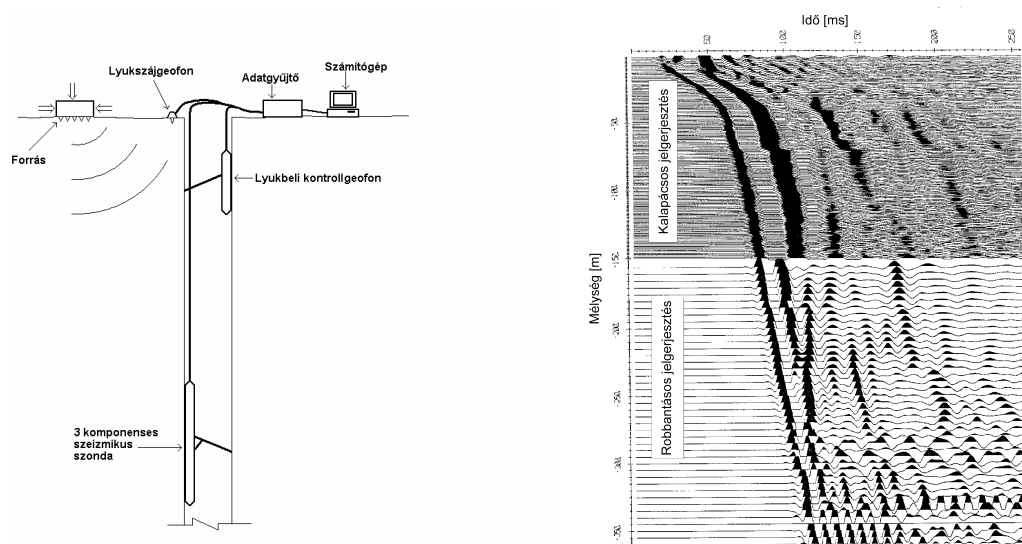 Lyukszájgeofon
Adatgyűjtő
Számítógép
Forrás
Lyukbeli kontrollgeofon
3 komponenses
szeizmikus
szonda
Idő [ms]
50.
100.
150.
200.
250.
Mélység [m]
Kalapácsos jelgerjesztés
Robbantásos jelgerjesztés
-50.
-100.
-150.
-200.
-250.
-300.
-350.